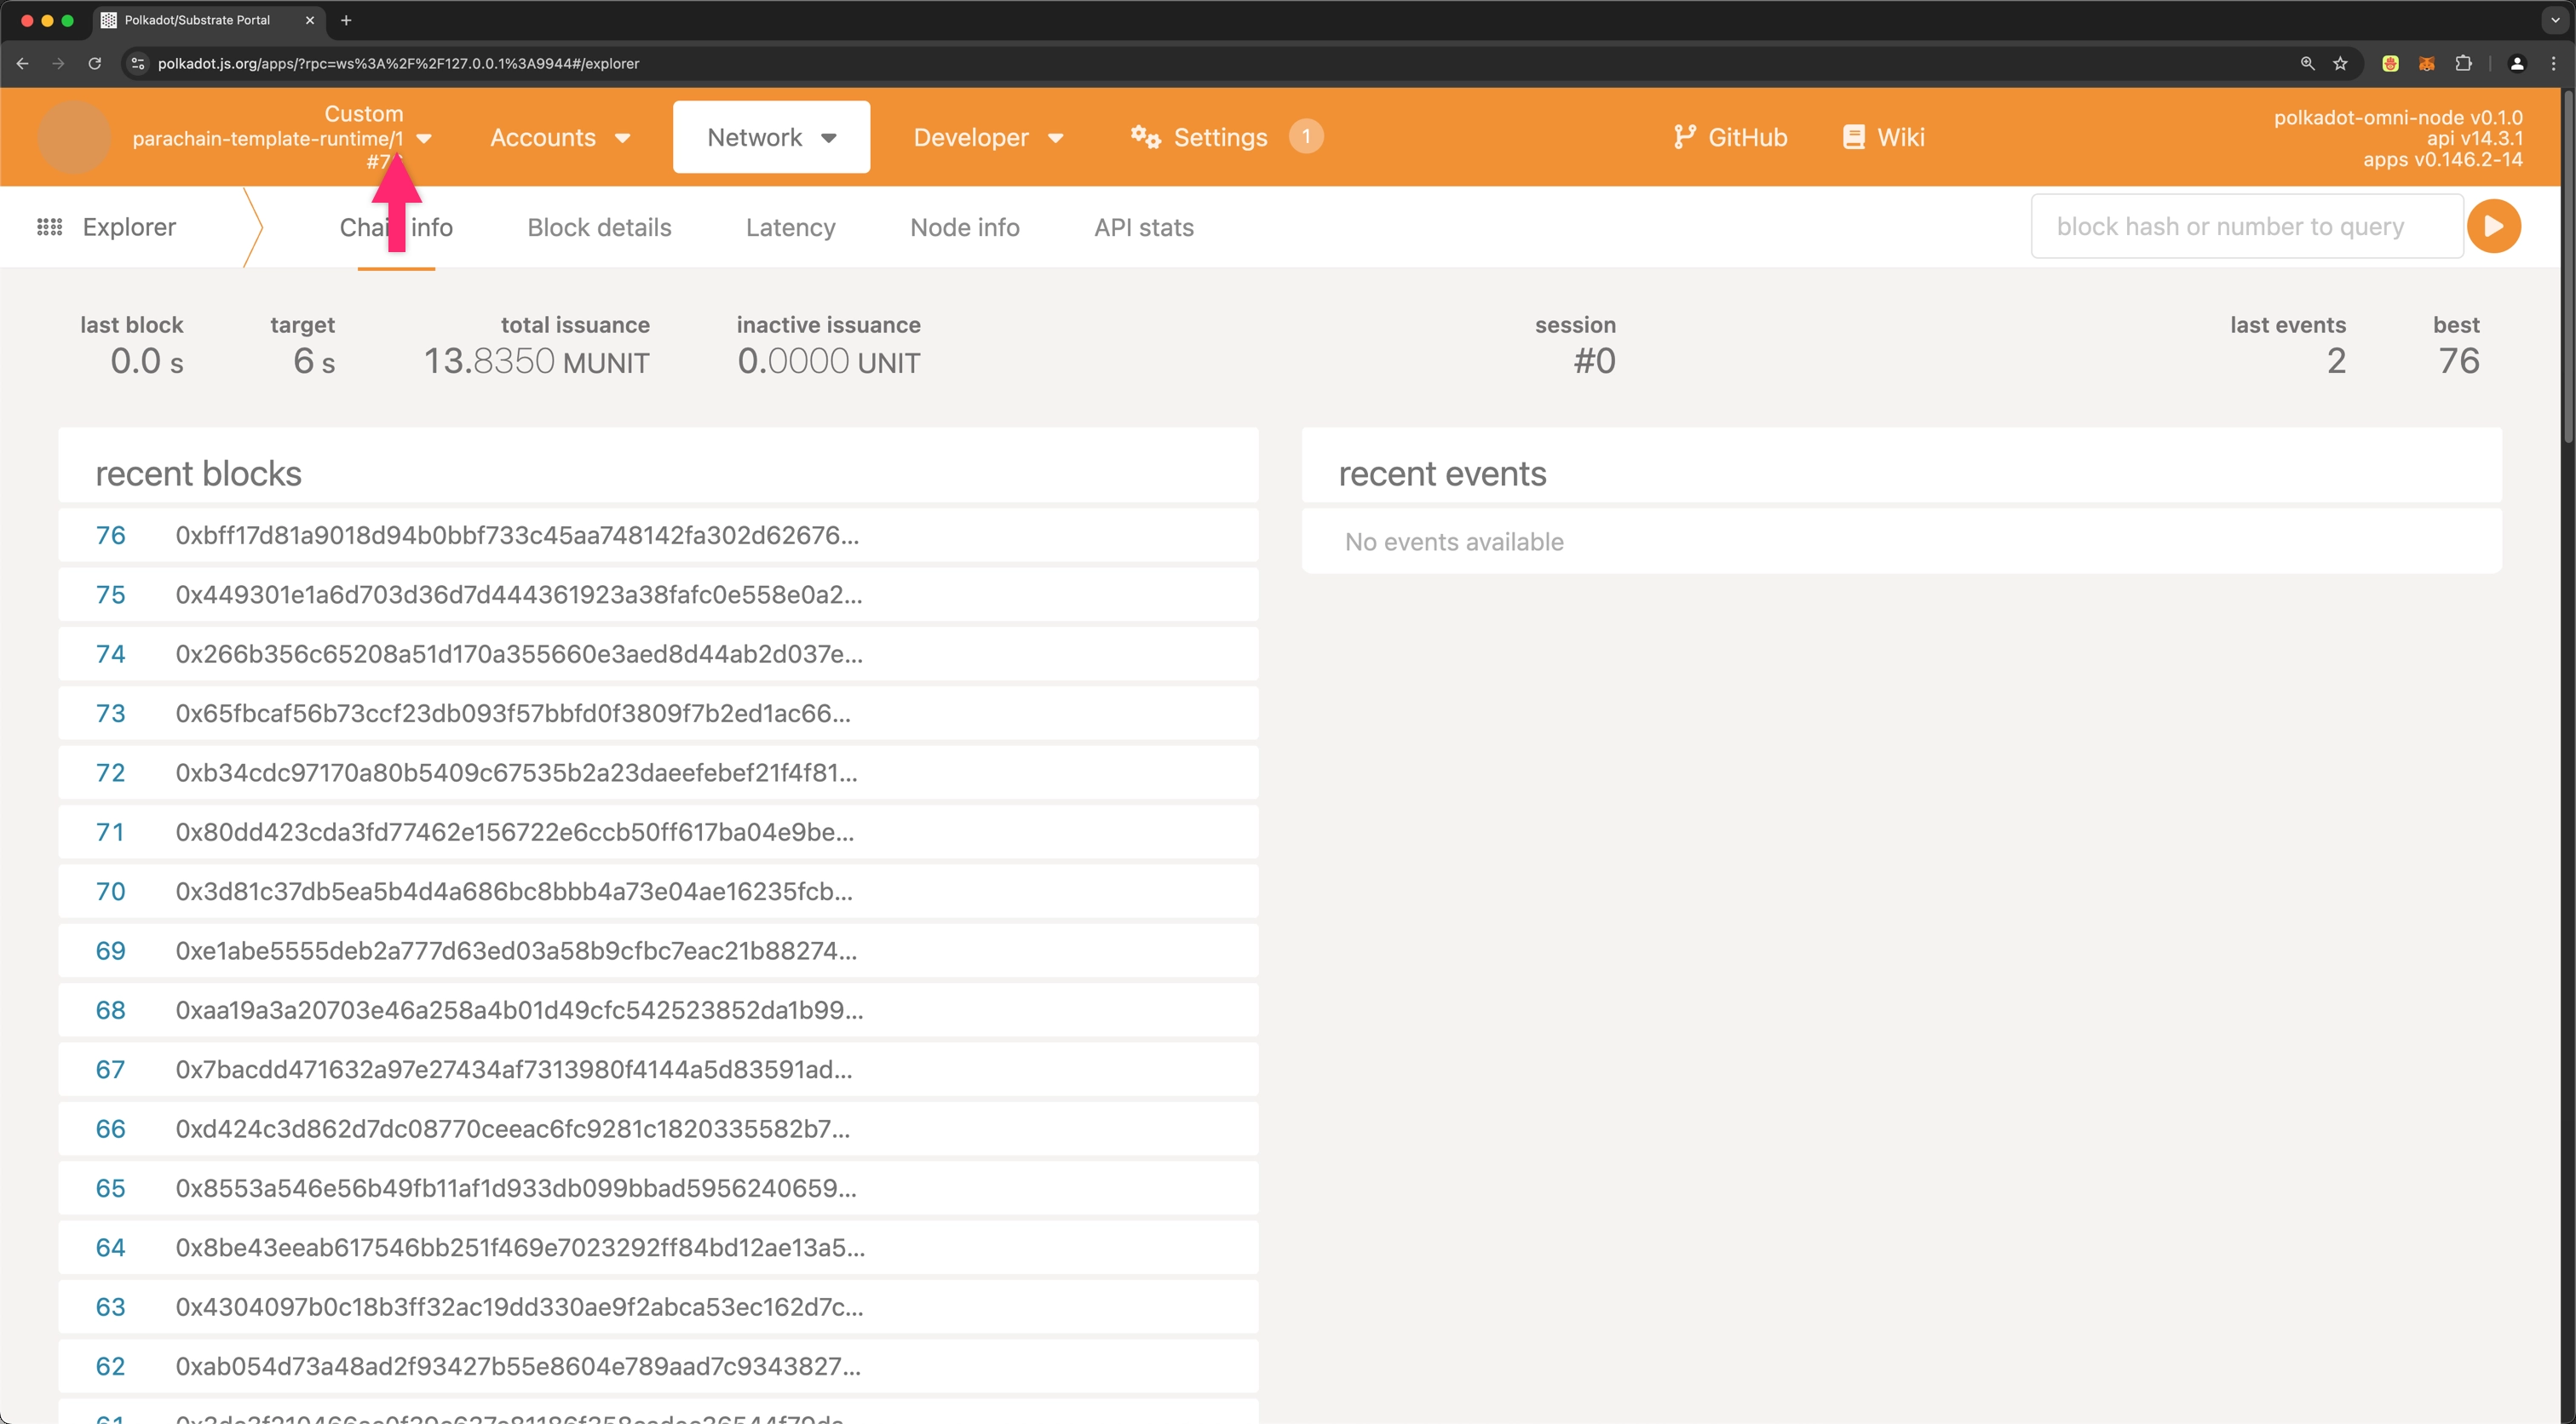 Polkadot/Substrate Portal
polkadot.js.org/apps/?rpc=ws%3A%2F%2F127.0.0.1%3A9944#/explorer
Custom
parachain-template-runtime/1
Accounts
Network
Developer
Settings
1
GitHub
Wiki
polkadot-omni-node v0.1.0
api v14.3.1
apps v0.146.2-14
Explorer
info
Block details
Latency
Node info
API stats
block hash or number to query
last block
0.0 s
target
6 s
total issuance
13.8350 MUNIT
inactive issuance
0.0000 UNIT
session
#0
last events
2
best
76
recent blocks
76 0xbff17d81a9018d94b0bbf733c45aa748142fa302d62676...
75 0x449301e1a6d703d36d7d444361923a38fafc0e558e0a2...
74 0x266b356c65208a51d170a355660e3aed8d44ab2d037e...
73 0x65fbcaf56b73ccf23db093f57bbfd0f3809f7b2ed1ac66...
72 0xb34cdc97170a80b5409c67535b2a23daeefebef21f4f81...
71 0x80dd423cda3fd77462e156722e6ccb50ff617ba04e9be...
70 0x3d81c37db5ea5b4d4a686bc8bbb4a73e04ae16235fcb...
69 0xe1abe5555deb2a777d63ed03a58b9cfbc7eac21b88274...
68 0xaa19a3a20703e46a258a4b01d49cfc542523852da1b99...
67 0x7bacdd471632a97e27434af7313980f4144a5d83591ad...
66 0xd424c3d862d7dc08770ceeac6fc9281c1820335582b7...
65 0x8553a546e56b49fb11af1d933db099bbad5956240659...
64 0x8be43eeab617546bb251f469e7023292ff84bd12ae13a5...
63 0x4304097b0c18b3ff32ac19dd330ae9f2abca53ec162d7c...
62 0xab054d73a48ad2f93427b55e8604e789aad7c9343827...
recent events
No events available